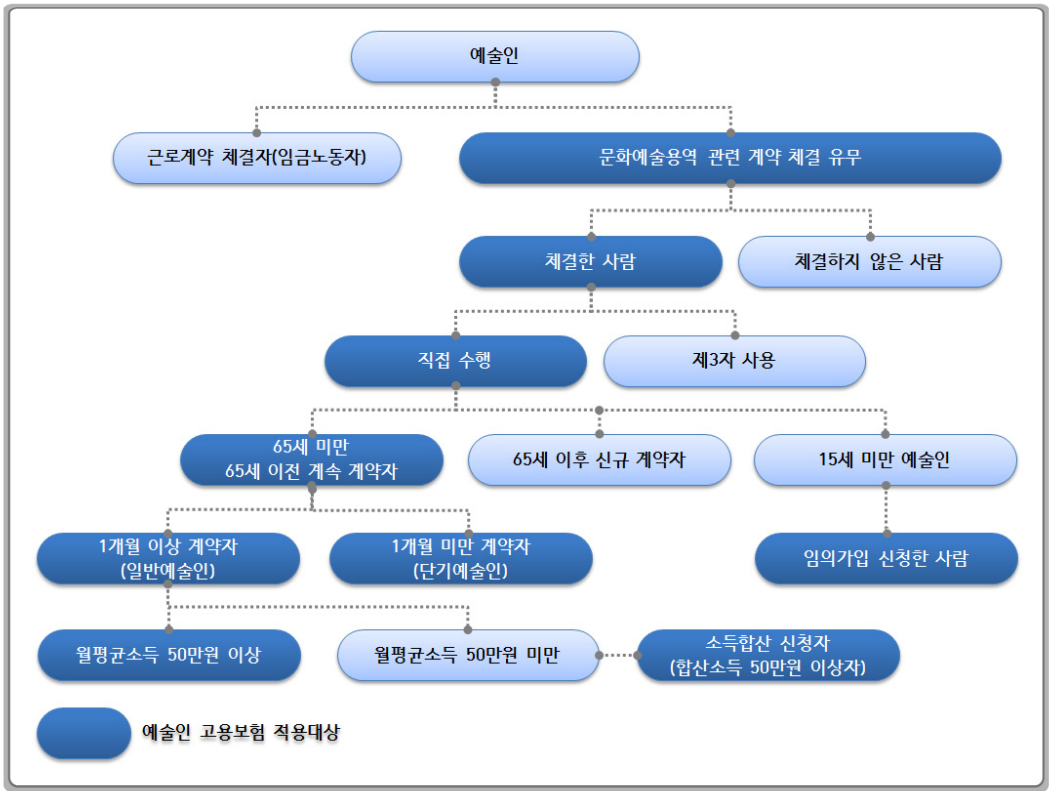 예술인
근로계약 체결자(임금노동자)
문화예술용역 관련 계약 체결 유무
체결한 사람
체결하지 않은 사람
직접 수행
제3자 사용
65세 미만
65세 이전 계속 계약자
65세 이후 신규 계약자
15세 미만 예술인
1개월 이상 계약자
(일반예술인)
1개월 미만 계약자
(단기예술인)
임의가입 신청한 사람
월평균소득 50만원 이상
월평균소득 50만원 미만
소득합산 신청자
(합산소득 50만원 이상자)
예술인 고용보험 적용대상